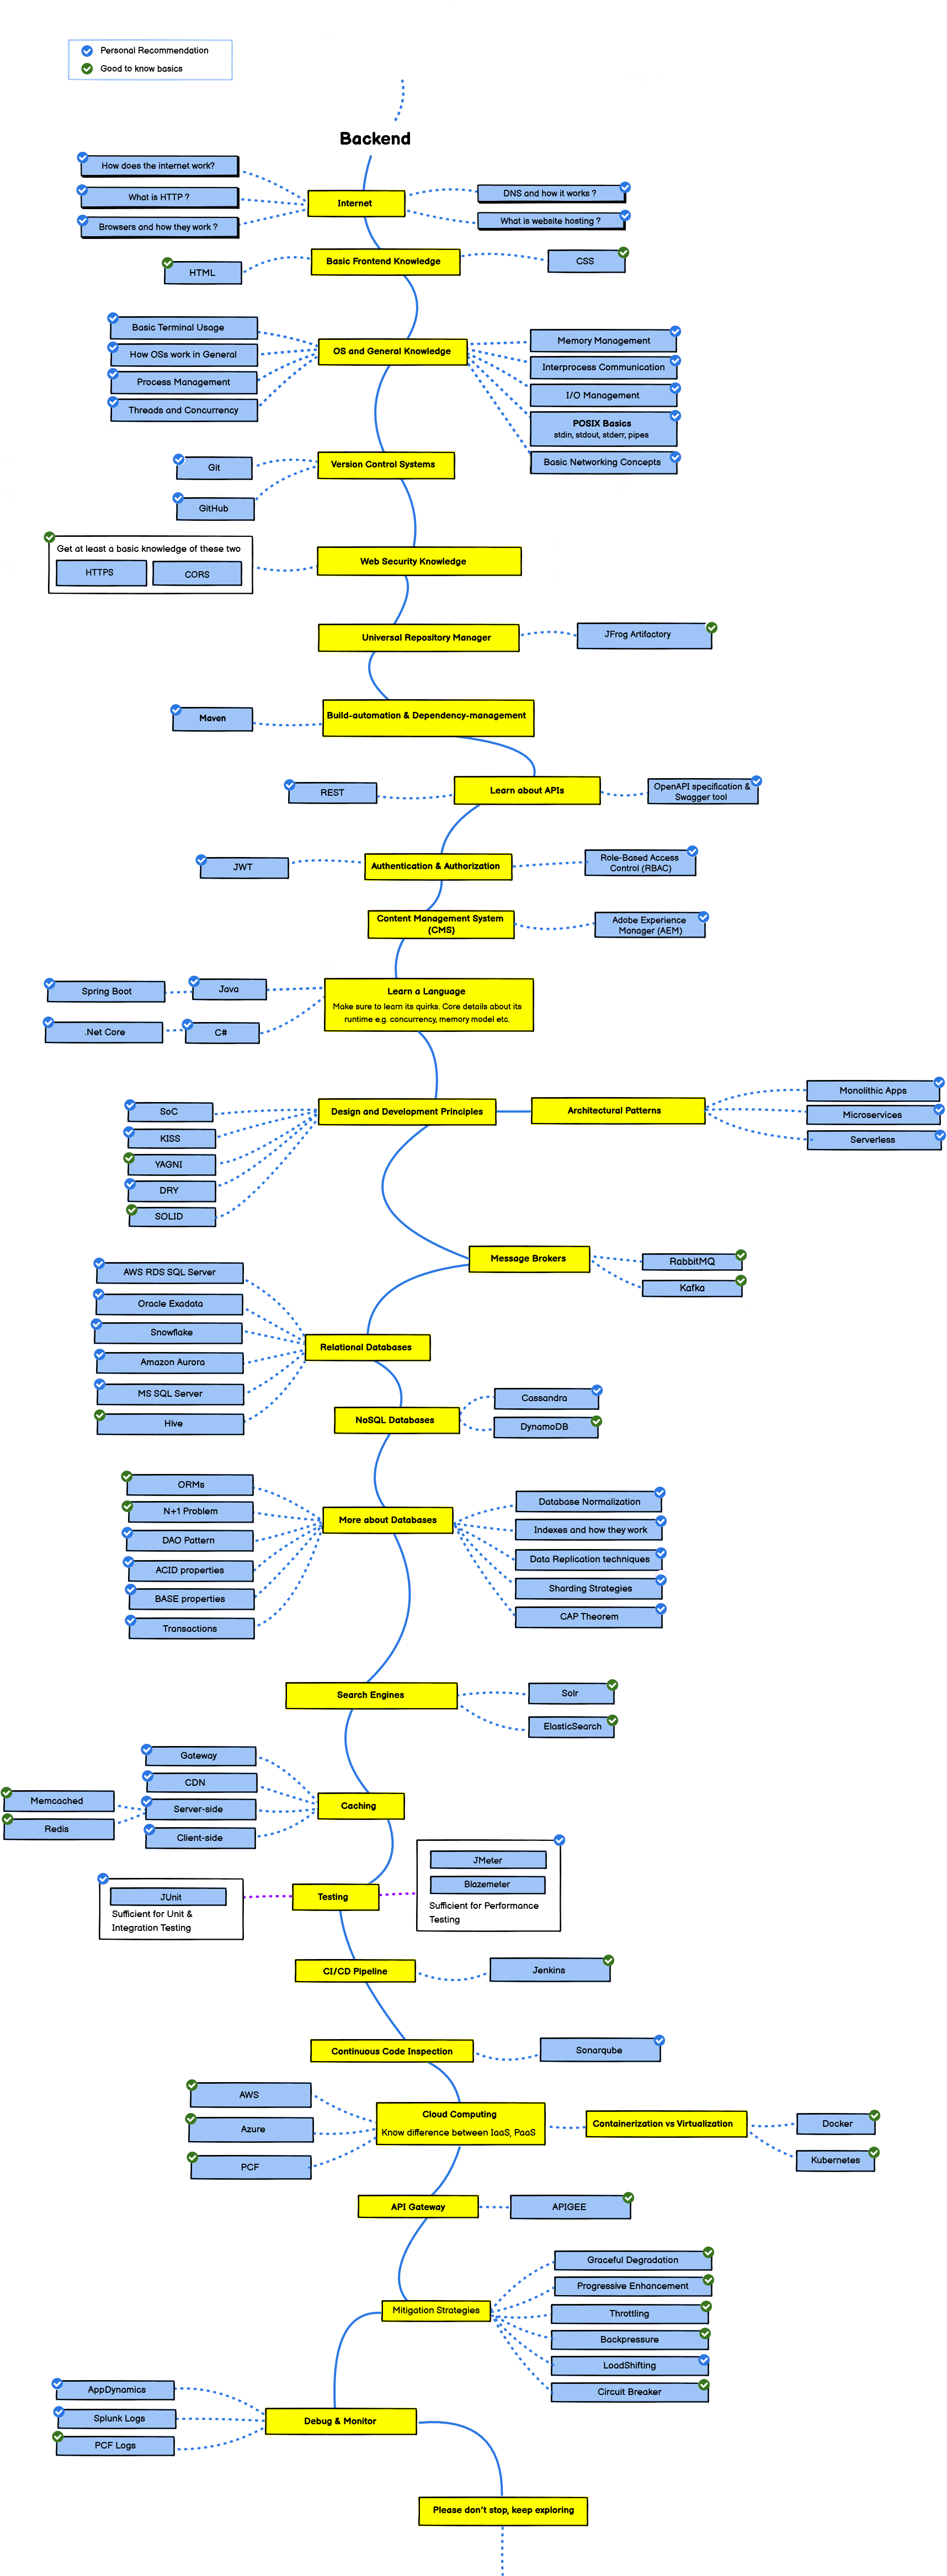 Personal Recommendation
Good to know basics
Backend
How does the internet work?
What is HTTP ?
Browsers and how they work ?
Internet
DNS and how it works ?
What is website hosting ?
HTML
Basic Frontend Knowledge
CSS
Basic Terminal Usage
How OSs work in General
Process Management
Threads and Concurrency
OS and General Knowledge
Memory Management
Interprocess Communication
I/O Management
POSIX Basics
stdin, stdout, stderr, pipes
Basic Networking Concepts
Git
GitHub
Version Control Systems
Get at least a basic knowledge of these two
HTTPS
CORS
Web Security Knowledge
Universal Repository Manager
JFrog Artifactory
Maven
Build-automation & Dependency-management
REST
Learn about APIs
OpenAPI specification &
Swagger tool
JWT
Authentication & Authorization
Role-Based Access
Control (RBAC)
Content Management System
(CMS)
Adobe Experience
Manager (AEM)
Spring Boot
Java
.Net Core
C#
Learn a Language
Make sure to learn its quirks. Core details about its
runtime e.g. concurrency, memory model etc.
SoC
KISS
YAGNI
DRY
SOLID
Design and Development Principles
Architectural Patterns
Monolithic Apps
Microservices
Serverless
Message Brokers
RabbitMQ
Kafka
AWS RDS SQL Server
Oracle Exadata
Snowflake
Amazon Aurora
MS SQL Server
Hive
Relational Databases
NoSQL Databases
Cassandra
DynamoDB
ORMs
N+1 Problem
DAO Pattern
ACID properties
BASE properties
Transactions
More about Databases
Database Normalization
Indexes and how they work
Data Replication techniques
Sharding Strategies
CAP Theorem
Search Engines
Solr
ElasticSearch
Gateway
CDN
Server-side
Client-side
Memcached
Redis
Caching
JUnit
Sufficient for Unit &
Integration Testing
Testing
JMeter
Blazemeter
Sufficient for Performance
Testing
CI/CD Pipeline
Jenkins
Continuous Code Inspection
Sonarqube
AWS
Azure
PCF
Cloud Computing
Know difference between IaaS, PaaS
Containerization vs Virtualization
Docker
Kubernetes
API Gateway
APIGEE
Mitigation Strategies
Graceful Degradation
Progressive Enhancement
Throttling
Backpressure
LoadShifting
Circuit Breaker
AppDynamics
Splunk Logs
PCF Logs
Debug & Monitor
Please don't stop, keep exploring